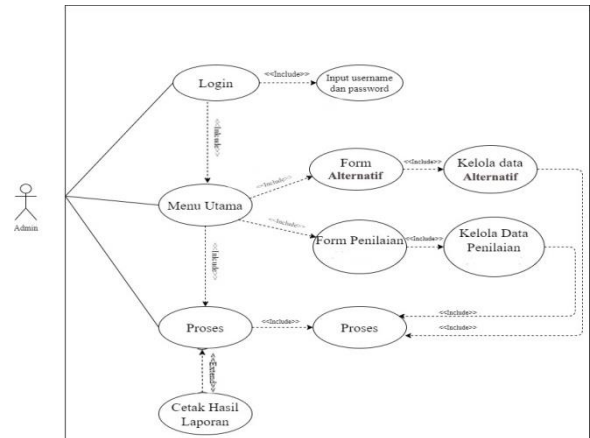 Login
<<Include>>
Input username
dan password
<<Include>>
Admin
Menu Utama
<<Include>>
Form
Alternatif
<<Include>>
Kelola data
Alternatif
<<Include>>
Form Penilaian
<<Include>>
Kelola Data
Penilaian
<<Include>>
Proses
<<Include>>
Proses
<<Include>>
<<Include>>
<<Extend>>
Cetak Hasil
Laporan